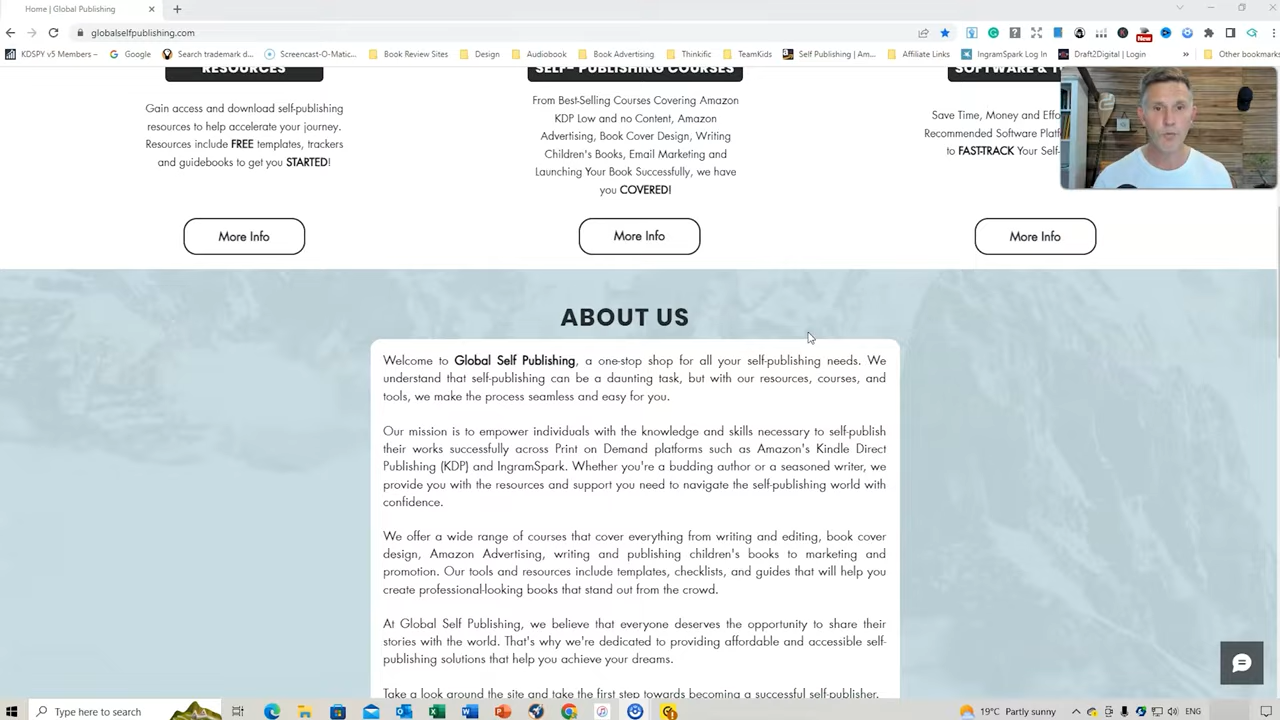 Home | Global Publishing
globalselfpublishing.com
KDSPY v5 Members –
Google
Search trademark d...
Screencast-O-Matic...
Book Review Sites
Design
Audiobook
Book Advertising
Thinkific
TeamKids
Self Publishing | Am...
Affiliate Links
IngramSpark Log In
Draft2Digital | Login
»
Other bookmarks
New
RESOURCES
SELF- PUBLISHING COURSES
SOFTWARE & T
Gain access and download self-publishing
resources to help accelerate your journey.
Resources include FREE templates, trackers
and guidebooks to get you STARTED!
From Best-Selling Courses Covering Amazon
KDP Low and no Content, Amazon
Advertising, Book Cover Design, Writing
Children's Books, Email Marketing and
Launching Your Book Successfully, we have
you COVERED!
Save Time, Money and Effo
Recommended Software Platf
to FAST-TRACK Your Self-
More Info
More Info
More Info
ABOUT US
Welcome to Global Self Publishing, a one-stop shop for all your self-publishing needs. We
understand that self-publishing can be a daunting task, but with our resources, courses, and
tools, we make the process seamless and easy for you.
Our mission is to empower individuals with the knowledge and skills necessary to self-publish
their works successfully across Print on Demand platforms such as Amazon's Kindle Direct
Publishing (KDP) and IngramSpark. Whether you're a budding author or a seasoned writer, we
provide you with the resources and support you need to navigate the self-publishing world with
confidence.
We offer a wide range of courses that cover everything from writing and editing, book cover
design, Amazon Advertising, writing and publishing children's books to marketing and
promotion. Our tools and resources include templates, checklists, and guides that will help you
create professional-looking books that stand out from the crowd.
At Global Self Publishing, we believe that everyone deserves the opportunity to share their
stories with the world. That's why we're dedicated to providing affordable and accessible self-
publishing solutions that help you achieve your dreams.
Take a look around the site and take the first step towards becoming a successful self-publisher.
Type here to search
19°C Partly sunny
ENG